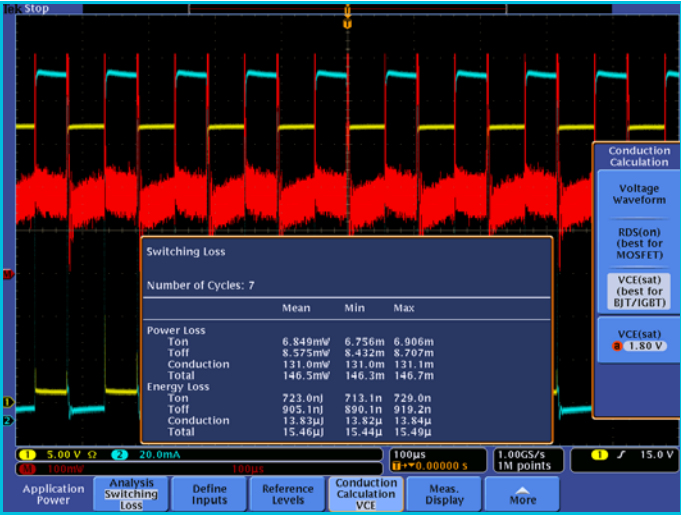 Tek Stop
Conduction
Calculation
Voltage
Waveform
RDS(on)
(best for
MOSFET)
VCE(sat)
(best for
BJT/IGBT)
VCE(sat)
a 1.80 V
Switching Loss
Number of Cycles: 7
Mean Min Max
Power Loss
Ton 6.849mW 6.756m 6.906m
Toff 8.575mW 8.432m 8.707m
Conduction 131.0mW 131.0m 131.1m
Total 146.5mW 146.3m 146.7m
Energy Loss
Ton 723.0nJ 713.1n 729.0n
Toff 905.1nJ 890.1n 919.2n
Conduction 13.83µJ 13.82µ 13.84µ
Total 15.46µJ 15.44µ 15.49µ
1 5.00 V Ω 2 20.0mA 100µs 1.00GS/s 1 15.0 V
M 100mW 100µs T 0.00000 s 1M points
Application
Power
Analysis
Switching
Loss
Define
Inputs
Reference
Levels
Conduction
Calculation
VCE
Meas.
Display
More